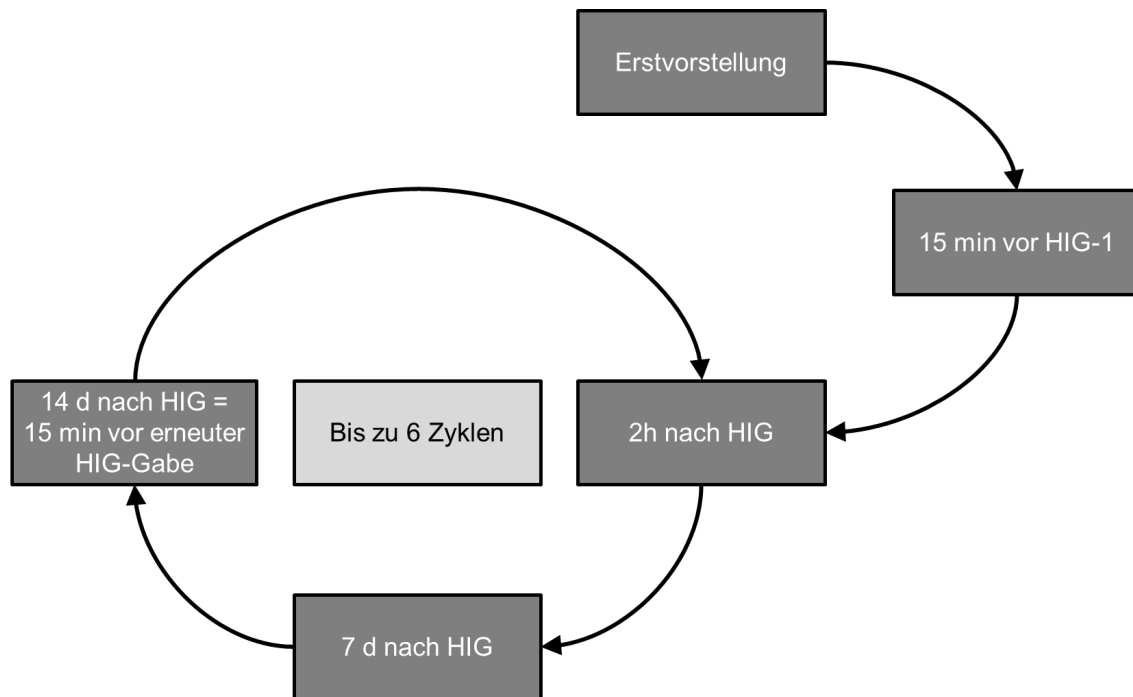 Erstvorstellung
15 min vor HIG-1
14 d nach HIG =
15 min vor erneuter
HIG-Gabe
Bis zu 6 Zyklen
2h nach HIG
7 d nach HIG